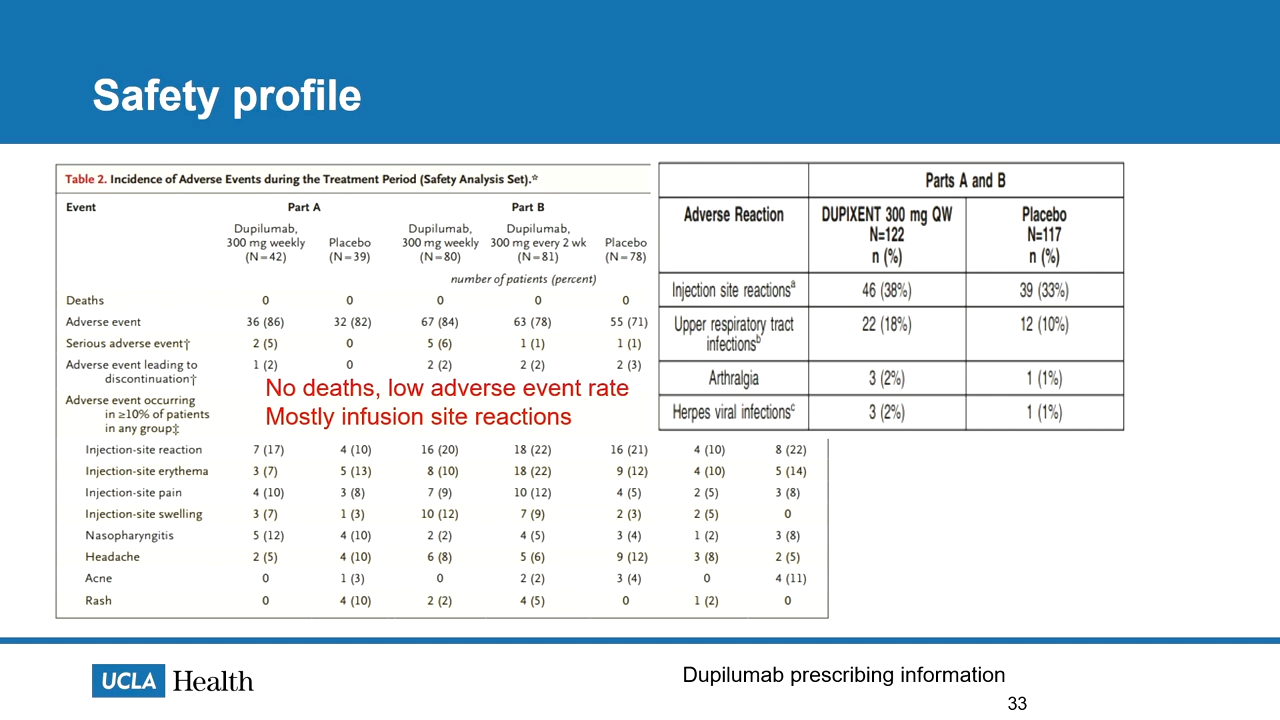 Safety profile
Table 2. Incidence of Adverse Events during the Treatment Period (Safety Analysis Set).*
Event Part A Part B
Dupilumab, 300 mg weekly (N=42) Placebo (N=39) Dupilumab, 300 mg weekly (N=80) Dupilumab, 300 mg every 2 wk (N=81) Placebo (N=78)
number of patients (percent)
Deaths 0 0 0 0 0
Adverse event 36 (86) 32 (82) 67 (84) 63 (78) 55 (71)
Serious adverse event† 2 (5) 0 5 (6) 1 (1) 1 (1)
Adverse event leading to discontinuation† 1 (2) 0 2 (2) 2 (2) 2 (3)
Adverse event occurring in ≥10% of patients in any group‡
No deaths, low adverse event rate
Mostly infusion site reactions
Injection-site reaction 7 (17) 4 (10) 16 (20) 18 (22) 16 (21) 4 (10) 8 (22)
Injection-site erythema 3 (7) 5 (13) 8 (10) 18 (22) 9 (12) 4 (10) 5 (14)
Injection-site pain 4 (10) 3 (8) 7 (9) 10 (12) 4 (5) 2 (5) 3 (8)
Injection-site swelling 3 (7) 1 (3) 10 (12) 7 (9) 2 (3) 2 (5) 0
Nasopharyngitis 5 (12) 4 (10) 2 (2) 4 (5) 3 (4) 1 (2) 3 (8)
Headache 2 (5) 4 (10) 6 (8) 5 (6) 9 (12) 3 (8) 2 (5)
Acne 0 1 (3) 0 2 (2) 3 (4) 0 4 (11)
Rash 0 4 (10) 2 (2) 4 (5) 0 1 (2) 0
Parts A and B
Adverse Reaction DUPIXENT 300 mg QW N=122 n (%) Placebo N=117 n (%)
Injection site reactionsᵃ 46 (38%) 39 (33%)
Upper respiratory tract infectionsᵇ 22 (18%) 12 (10%)
Arthralgia 3 (2%) 1 (1%)
Herpes viral infectionsᶜ 3 (2%) 1 (1%)
UCLA Health
Dupilumab prescribing information
33